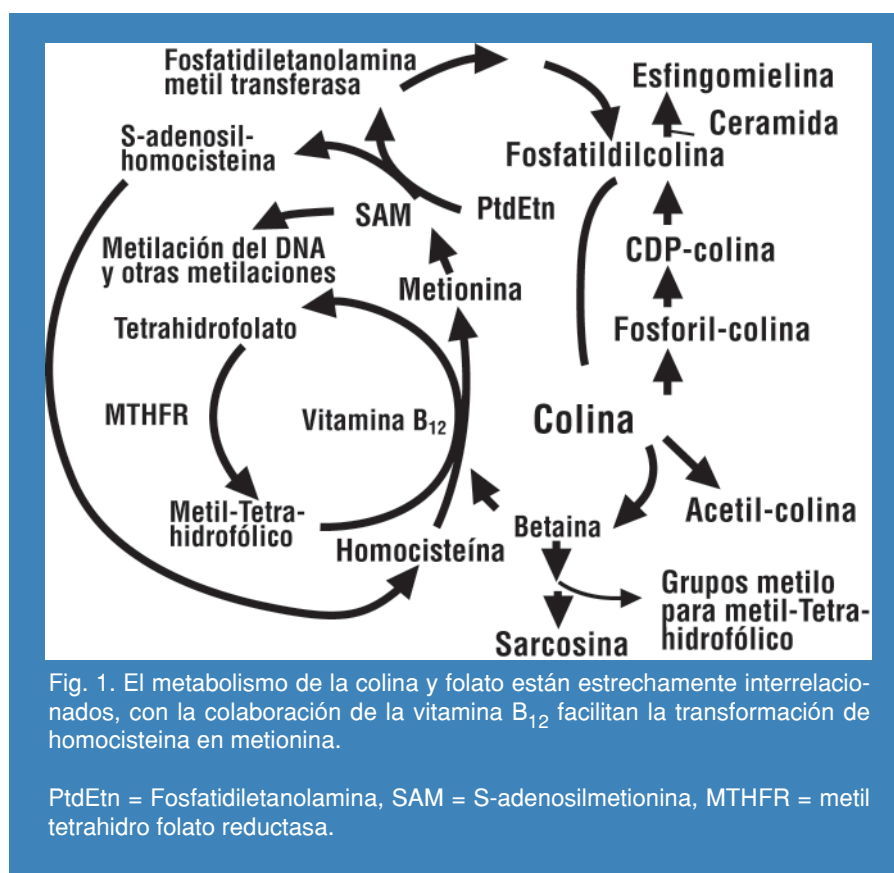 Fosfatidiletanolamina
metil transferasa
Esfingomielina
Ceramida
S-adenosil-
homocisteina
Fosfatildilcolina
SAM
PtdEtn
CDP-colina
Metilación del DNA
y otras metilaciones
Metionina
Tetrahidrofolato
Fosforil-colina
MTHFR
Vitamina B12
Colina
Metil-Tetra-
hidrofólico
Homocisteína
Betaina
Acetil-colina
Grupos metilo
para metil-Tetra-
hidrofólico
Sarcosina
Fig. 1. El metabolismo de la colina y folato están estrechamente interrelacio-
nados, con la colaboración de la vitamina B12 facilitan la transformación de
homocisteina en metionina.
PtdEtn = Fosfatidiletanolamina, SAM = S-adenosilmetionina, MTHFR = metil
tetrahidro folato reductasa.